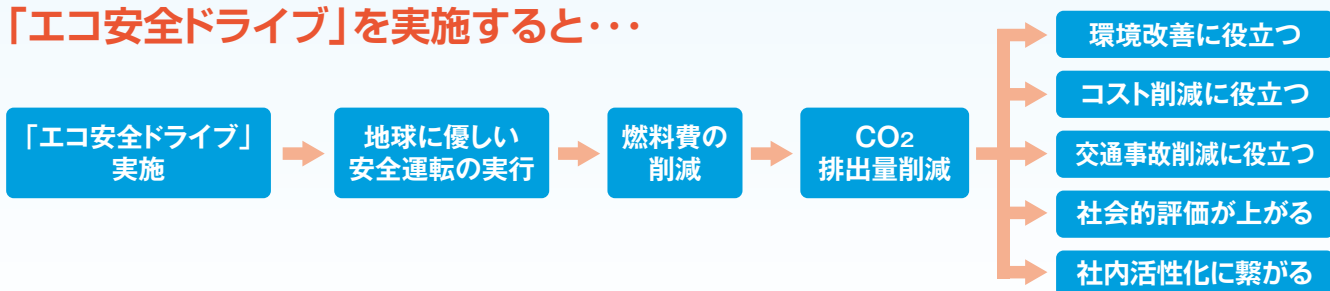 「エコ安全ドライブ」を実施すると・・・
「エコ安全ドライブ」
実施
地球に優しい
安全運転の実行
燃料費の
削減
CO2
排出量削減
環境改善に役立つ
コスト削減に役立つ
交通事故削減に役立つ
社会的評価が上がる
社内活性化に繋がる